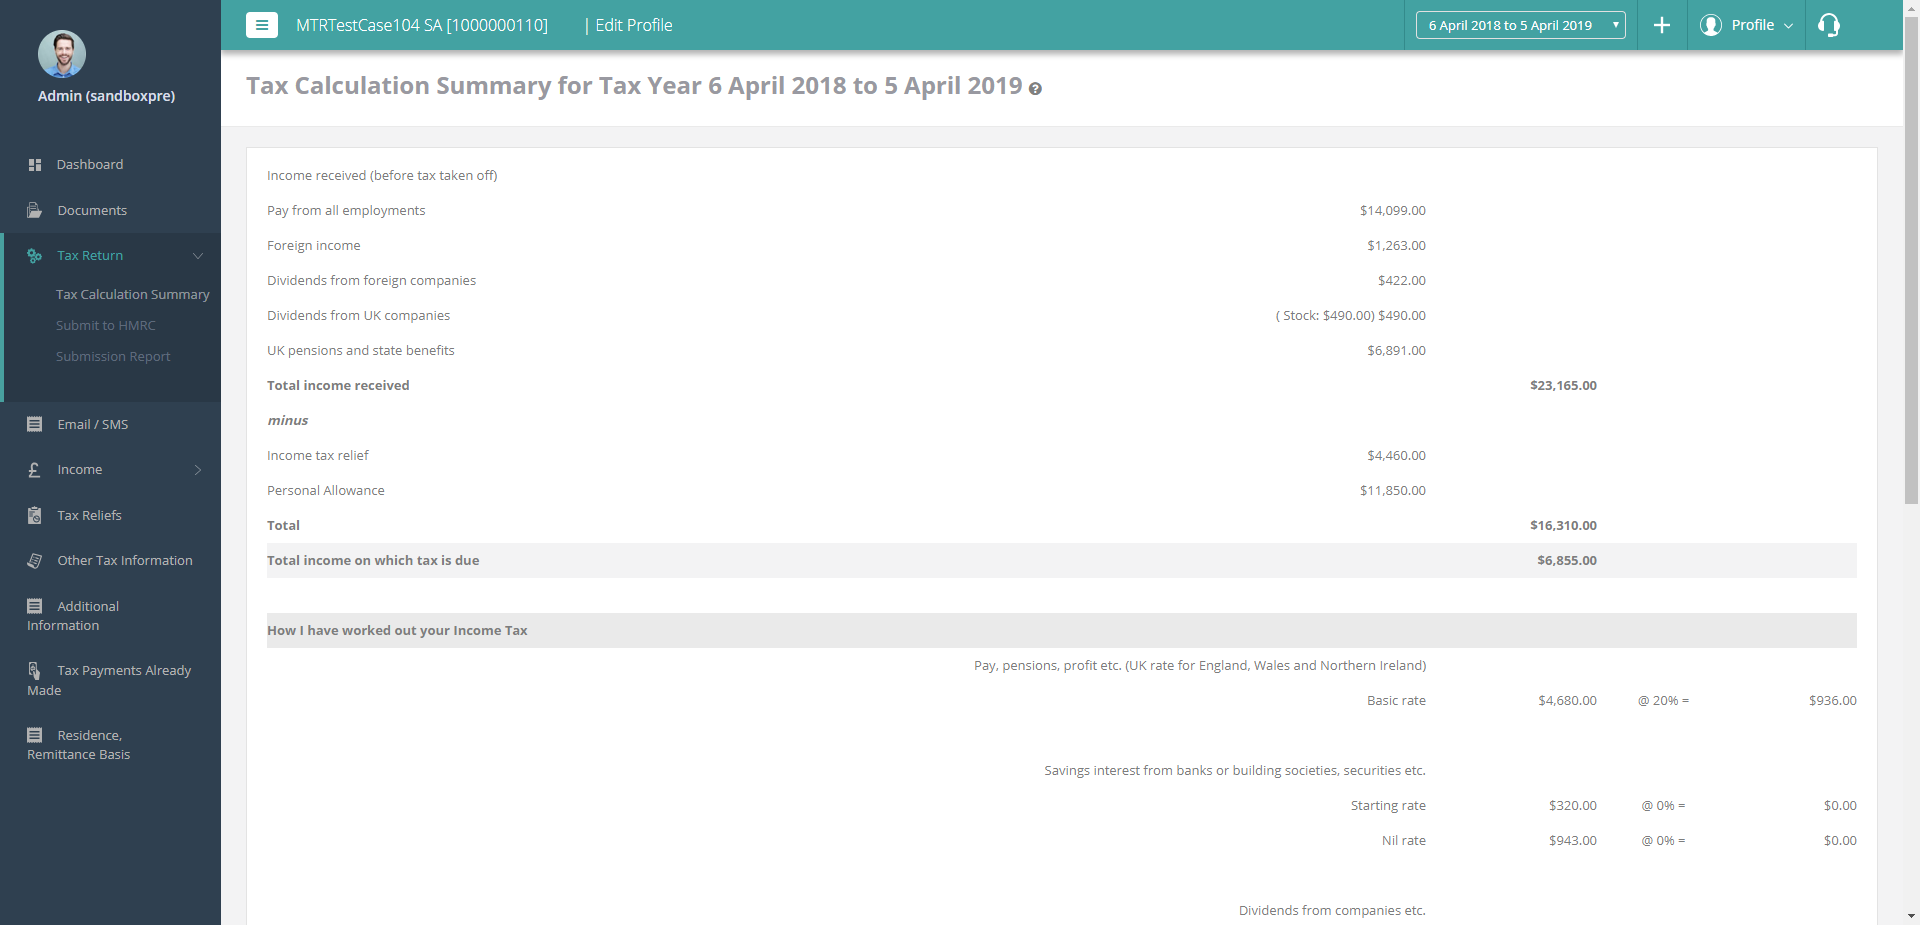 MTRTestCase104 SA [1000000110] | Edit Profile
6 April 2018 to 5 April 2019
Profile
Admin (sandboxpre)
Dashboard
Documents
Tax Return
Tax Calculation Summary
Submit to HMRC
Submission Report
Email / SMS
Income
Tax Reliefs
Other Tax Information
Additional
Information
Tax Payments Already
Made
Residence,
Remittance Basis
Tax Calculation Summary for Tax Year 6 April 2018 to 5 April 2019 ?
Income received (before tax taken off)
Pay from all employments $14,099.00
Foreign income $1,263.00
Dividends from foreign companies $422.00
Dividends from UK companies ( Stock: $490.00) $490.00
UK pensions and state benefits $6,891.00
Total income received $23,165.00
minus
Income tax relief $4,460.00
Personal Allowance $11,850.00
Total $16,310.00
Total income on which tax is due $6,855.00
How I have worked out your Income Tax
Pay, pensions, profit etc. (UK rate for England, Wales and Northern Ireland)
Basic rate $4,680.00 @ 20% = $936.00
Savings interest from banks or building societies, securities etc.
Starting rate $320.00 @ 0% = $0.00
Nil rate $943.00 @ 0% = $0.00
Dividends from companies etc.